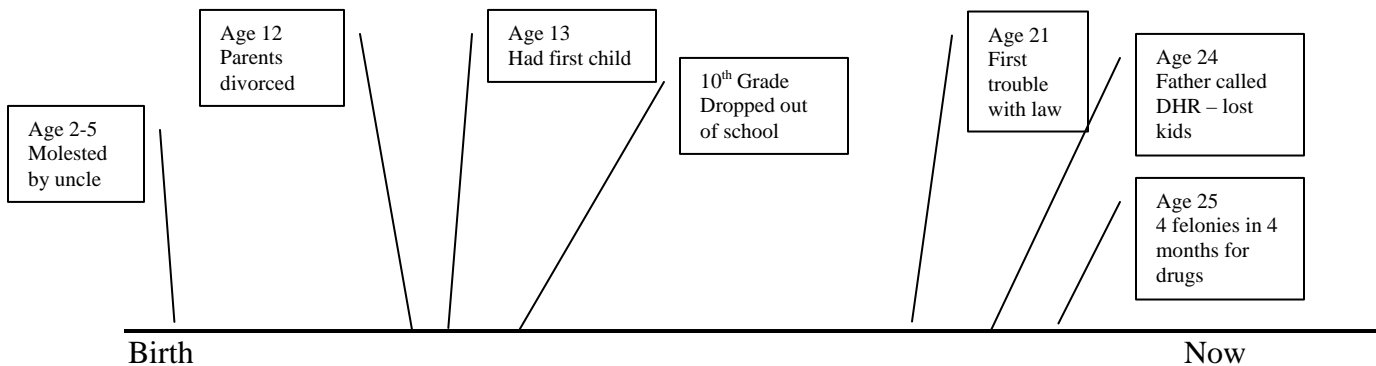 Age 2-5
Molested
by uncle
Age 12
Parents
divorced
Age 13
Had first child
10th Grade
Dropped out
of school
Age 21
First
trouble
with law
Age 24
Father called
DHR – lost
kids
Age 25
4 felonies in 4
months for
drugs
Birth
Now